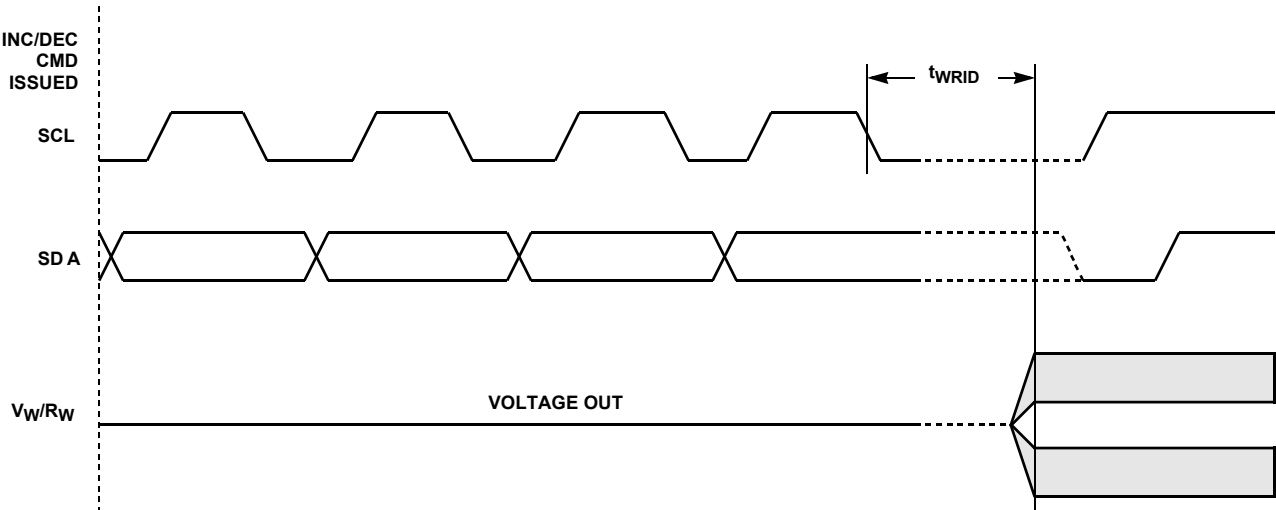 INC/DEC
CMD
ISSUED
tWRID
SCL
SD A
VOLTAGE OUT
VW/RW